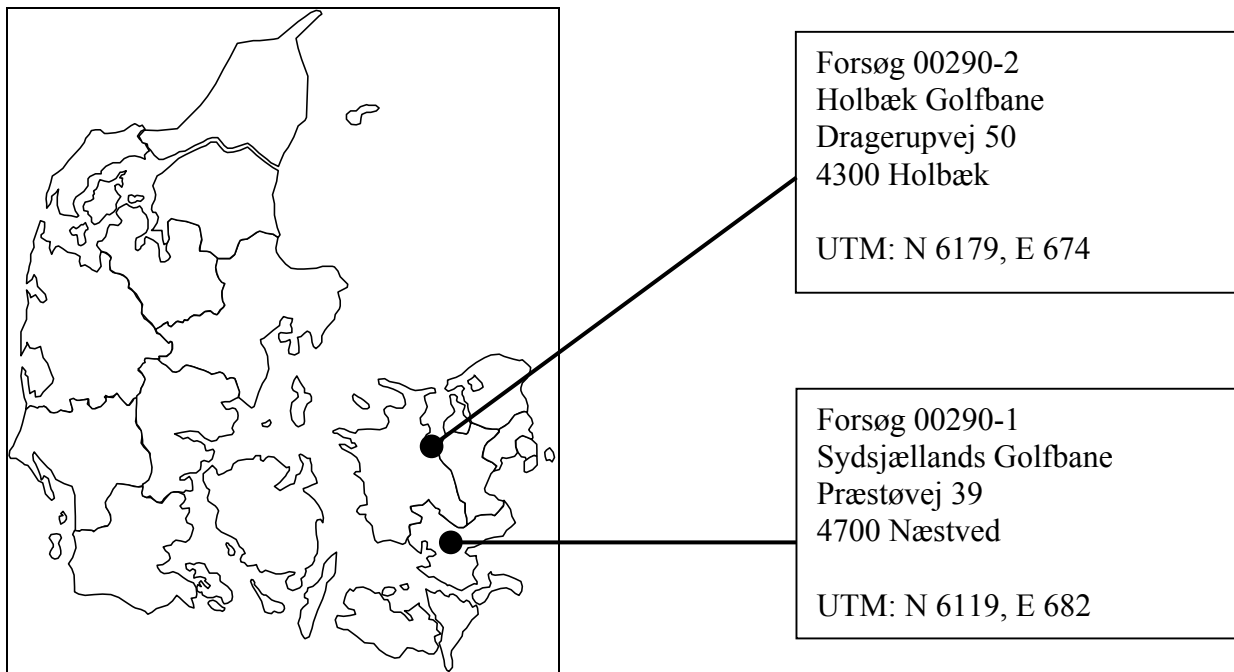 Forsøg 00290-2
Holbæk Golfbane
Dragerupvej 50
4300 Holbæk
UTM: N 6179, E 674
Forsøg 00290-1
Sydsjællands Golfbane
Præstøvej 39
4700 Næstved
UTM: N 6119, E 682